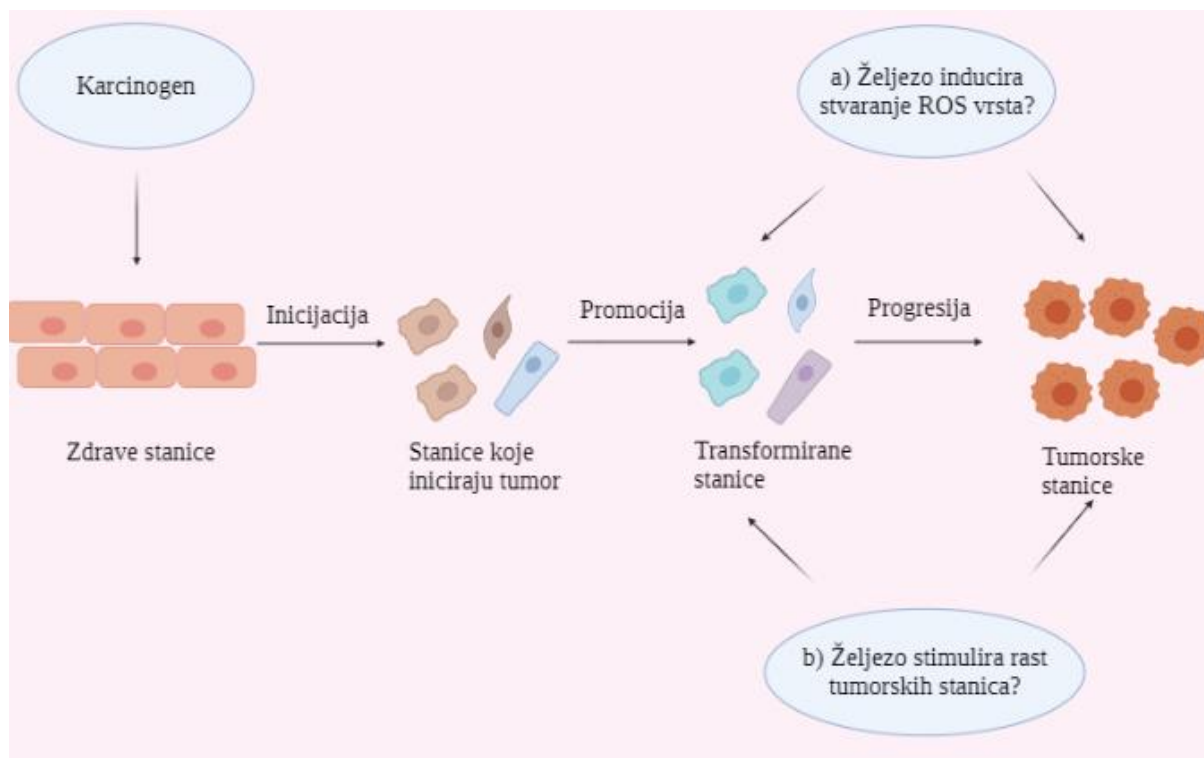 Karcinogen
a) Željezo inducira
stvaranje ROS vrsta?
Inicijacija
Promocija
Progresija
Zdrave stanice
Stanice koje
iniciraju tumor
Transformirane
stanice
Tumorske
stanice
b) Željezo stimulira rast
tumorskih stanica?